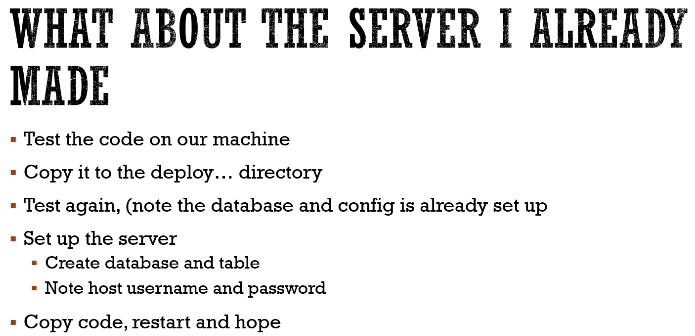 WHAT ABOUT THE SERVER I ALREADY
MADE
▪ Test the code on our machine
▪ Copy it to the deploy... directory
▪ Test again, (note the database and config is already set up
▪ Set up the server
▪ Create database and table
▪ Note host username and password
▪ Copy code, restart and hope